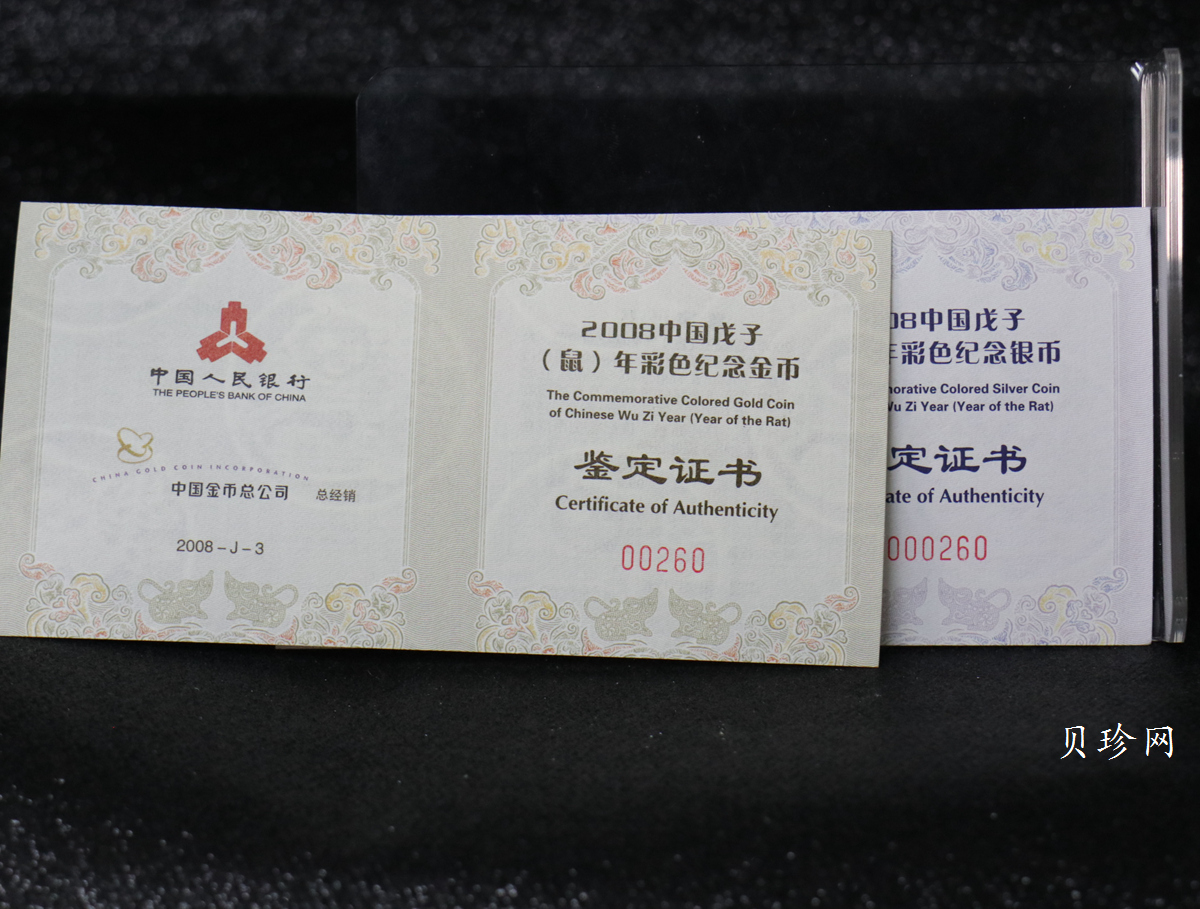 中国人民银行
THE PEOPLE'S BANK OF CHINA
CHINA GOLD COIN INCORPORATION
中国金币总公司 总经销
2008-J-3
2008中国戊子
（鼠）年彩色纪念金币
The Commemorative Colored Gold Coin
of Chinese Wu Zi Year (Year of the Rat)
鉴定证书
Certificate of Authenticity
00260
08中国戊子
年彩色纪念银币
orative Colored Silver Coin
Wu Zi Year (Year of the Rat)
定证书
ate of Authenticity
000260
贝珍网